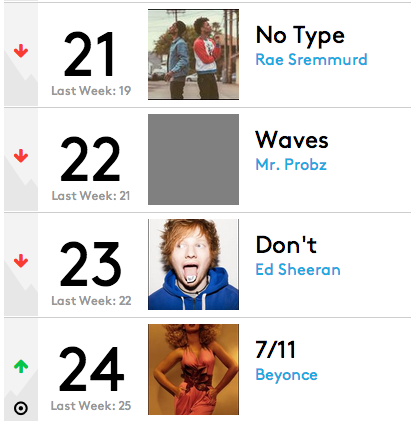 21
Last Week: 19
No Type
Rae Sremmurd
22
Last Week: 21
Waves
Mr. Probz
23
Last Week: 22
Don't
Ed Sheeran
24
Last Week: 25
7/11
Beyonce